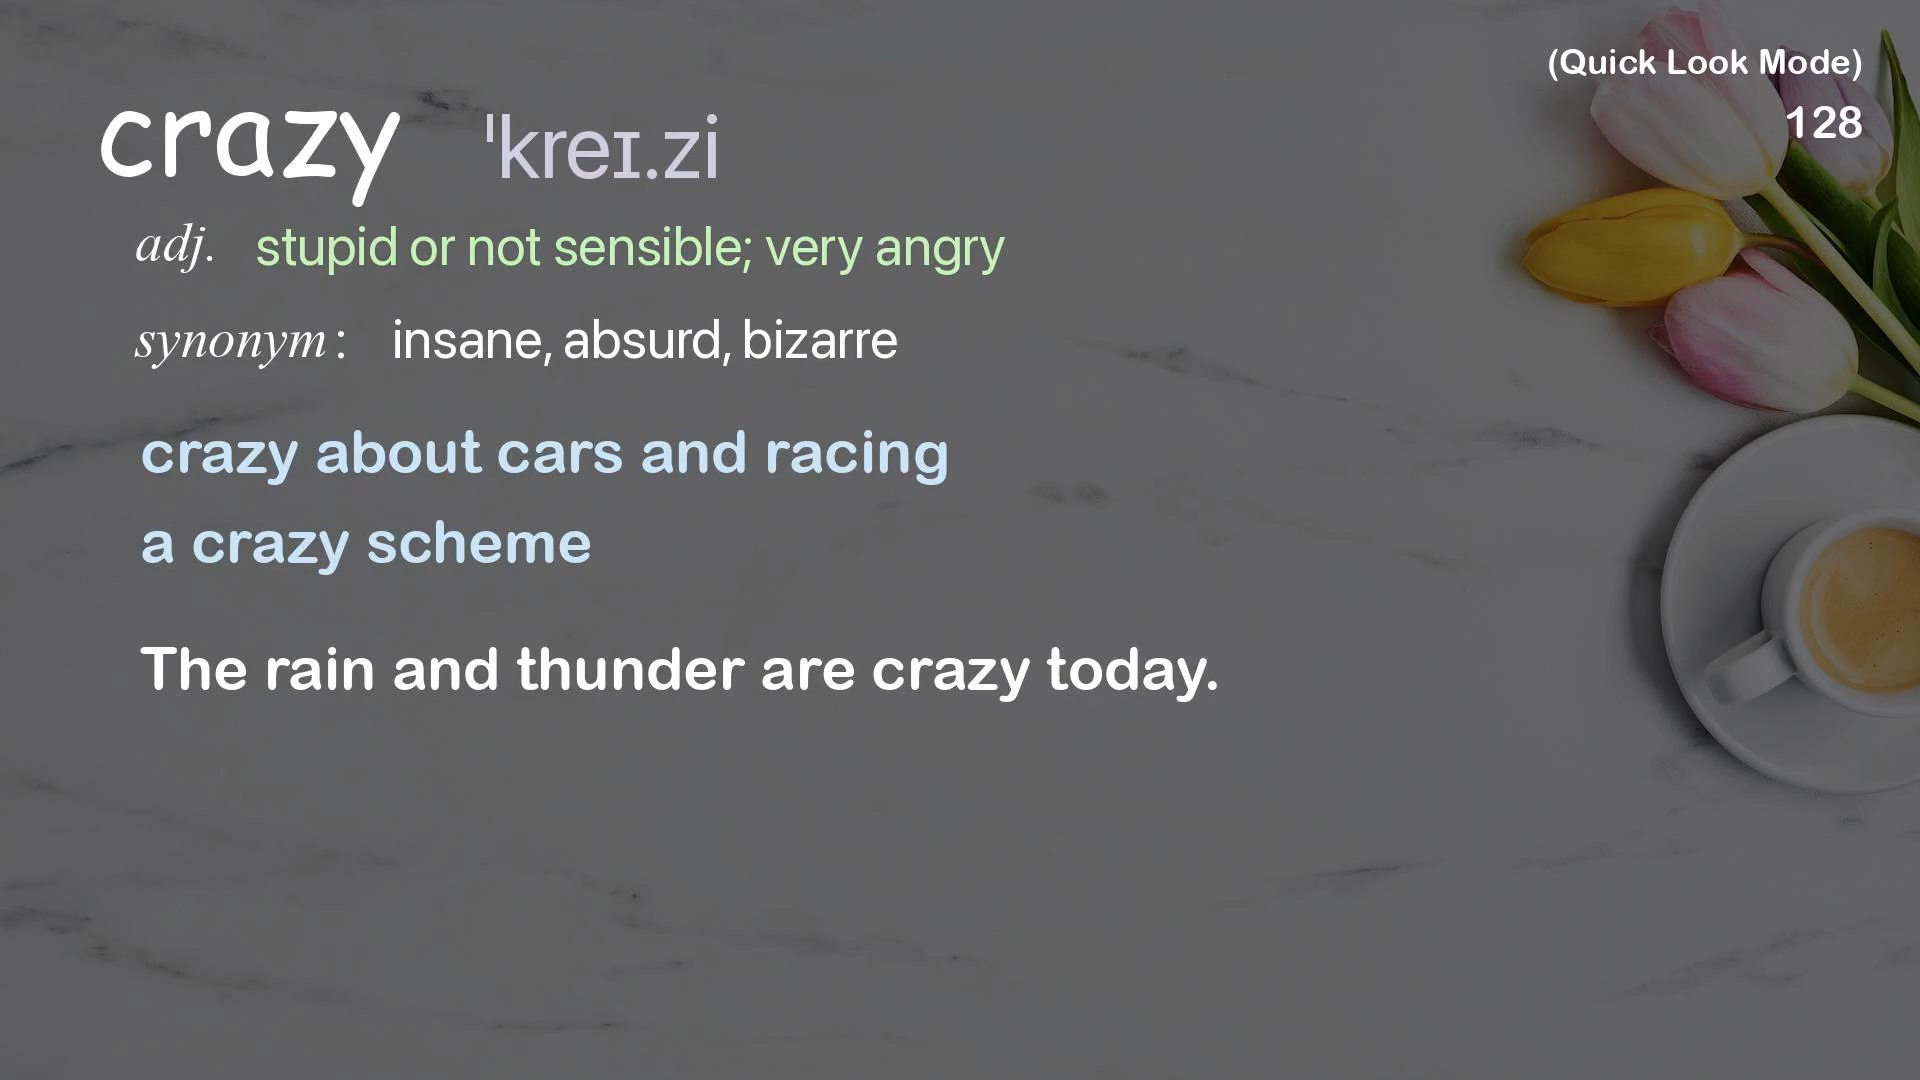 (Quick Look Mode)
128
crazy ˈkreɪ.zi
adj. stupid or not sensible; very angry
synonym: insane, absurd, bizarre
crazy about cars and racing
a crazy scheme
The rain and thunder are crazy today.